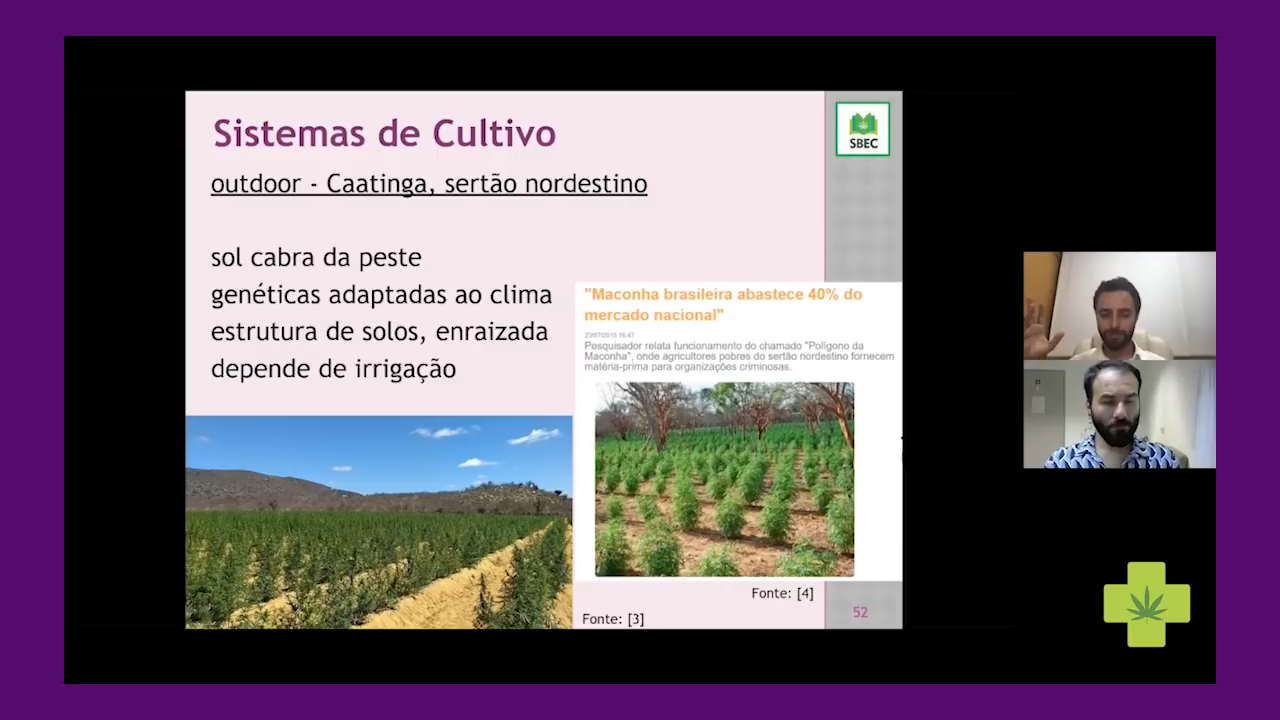 Sistemas de Cultivo
SBEC
outdoor - Caatinga, sertão nordestino
sol cabra da peste
genéticas adaptadas ao clima
estrutura de solos, enraizada
depende de irrigação
"Maconha brasileira abastece 40% do
mercado nacional"
23/07/2015 16:47
Pesquisador relata funcionamento do chamado "Polígono da
Maconha", onde agricultores pobres do sertão nordestino fornecem
matéria-prima para organizações criminosas.
Fonte: [4]
Fonte: [3]
52